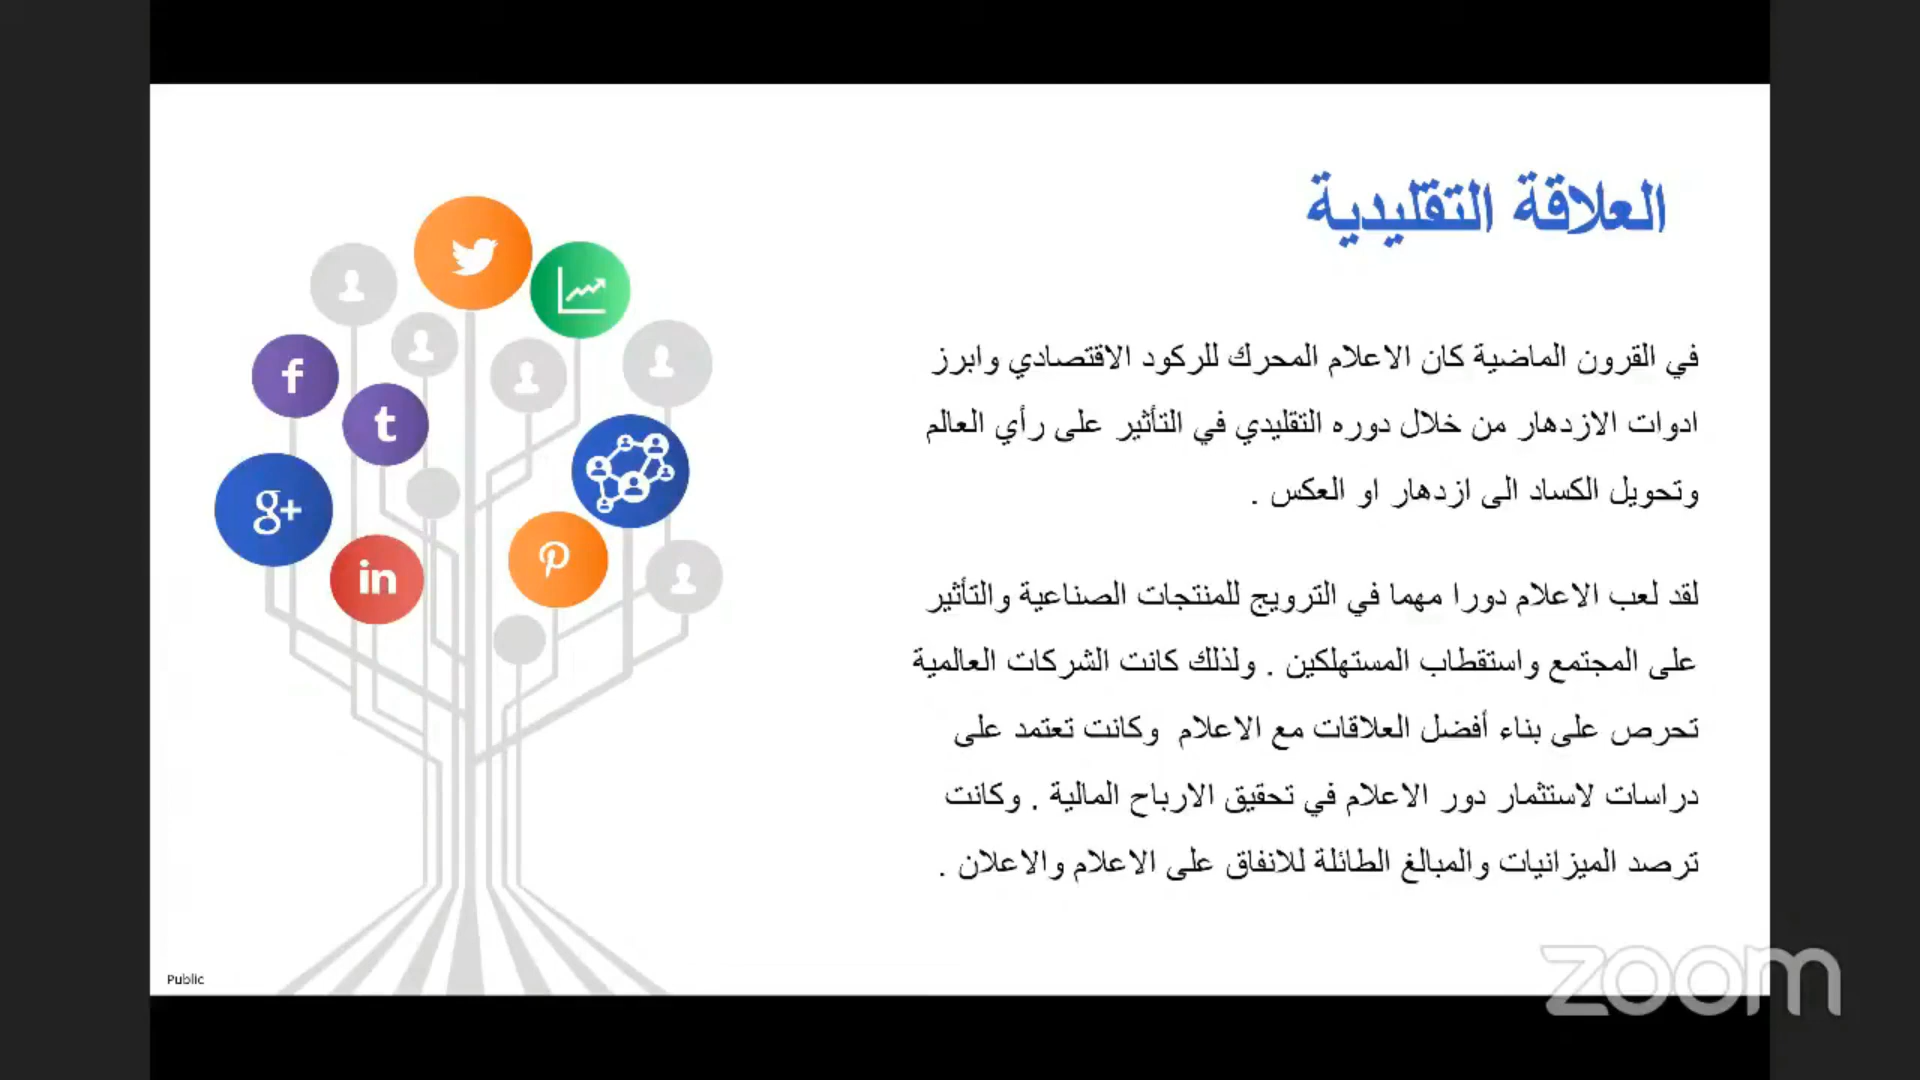 العلاقة التقليدية
في القرون الماضية كان الاعلام المحرك للركود الاقتصادي وابرز
ادوات الازدهار من خلال دوره التقليدي في التأثير على رأي العالم
وتحويل الكساد الى ازدهار او العكس .
لقد لعب الاعلام دورا مهما في الترويج للمنتجات الصناعية والتأثير
على المجتمع واستقطاب المستهلكين . ولذلك كانت الشركات العالمية
تحرص على بناء أفضل العلاقات مع الاعلام وكانت تعتمد على
دراسات لاستثمار دور الاعلام في تحقيق الارباح المالية . وكانت
ترصد الميزانيات والمبالغ الطائلة للانفاق على الاعلام والاعلان .
f
t
g+
in
Public
zoom